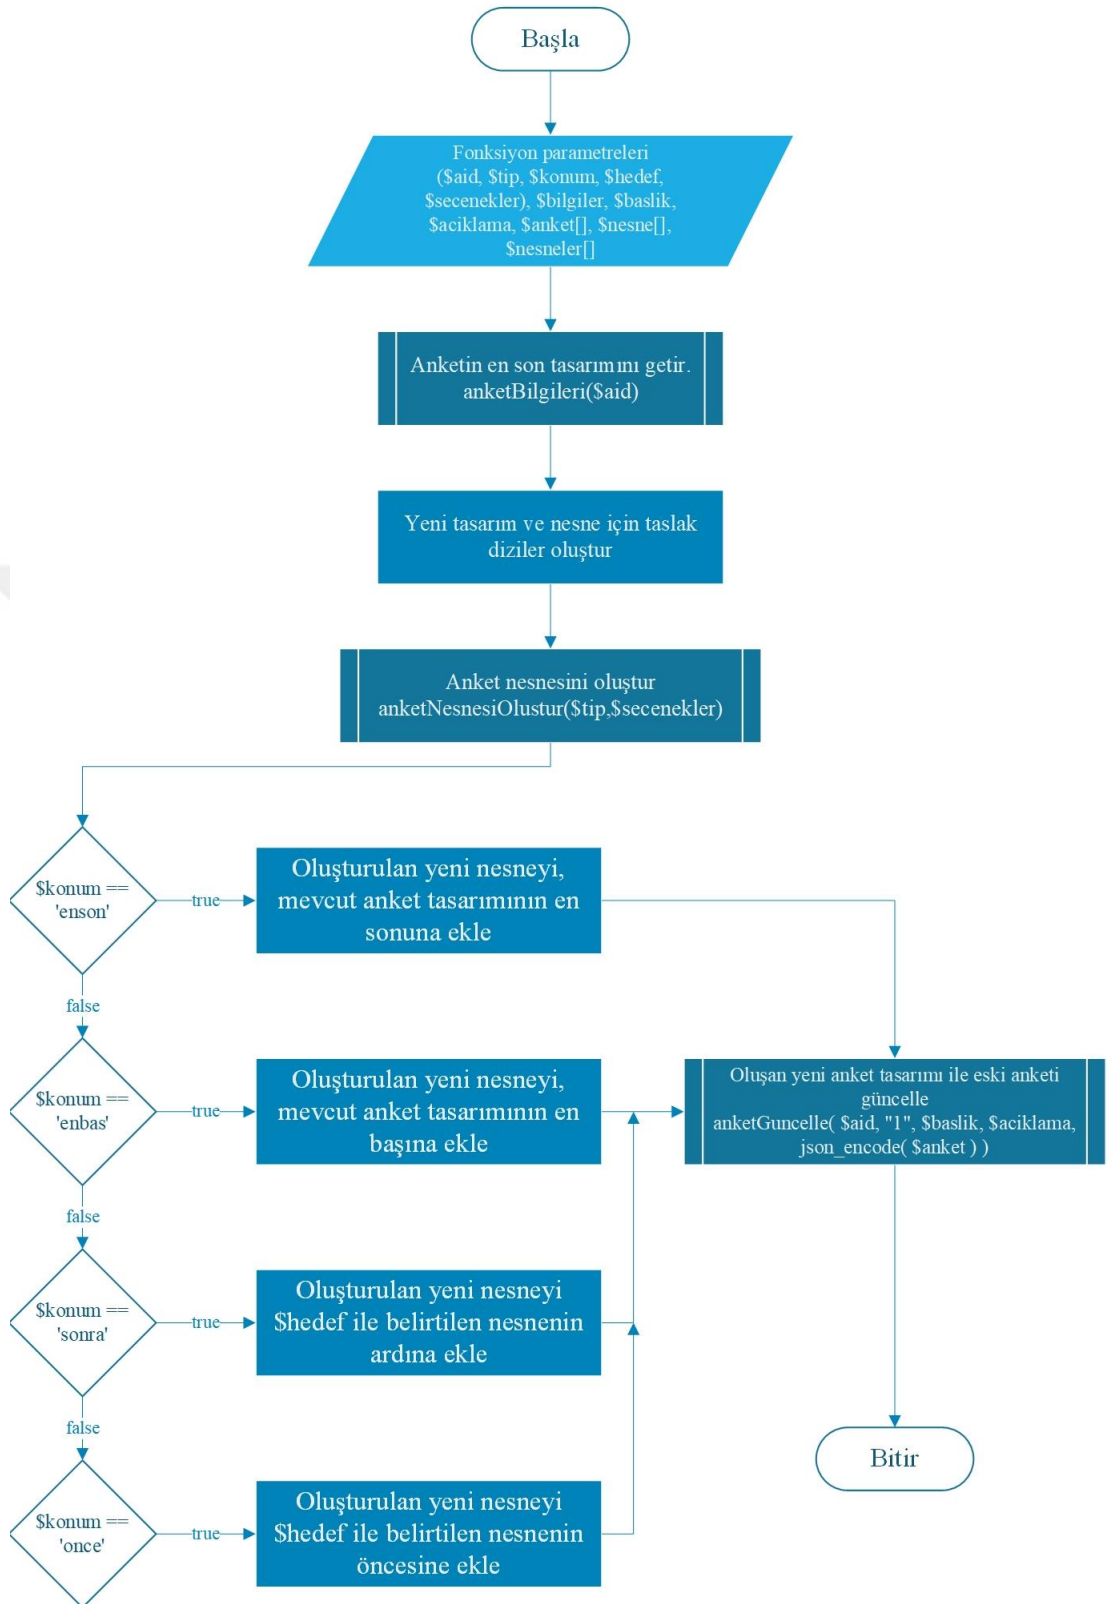 Başla
Fonksiyon parametreleri
($aid, $tip, $konum, $hedef,
$secenekler), $bilgiler, $baslik,
$aciklama, $anket[], $nesne[],
$nesneler[]
Anketin en son tasarımını getir.
anketBilgileri($aid)
Yeni tasarım ve nesne için taslak
diziler oluştur
Anket nesnesini oluştur
anketNesnesiOlustur($tip,$secenekler)
$konum ==
'enson'
true
Oluşturulan yeni nesneyi,
mevcut anket tasarımının en
sonuna ekle
false
$konum ==
'enbas'
true
Oluşturulan yeni nesneyi,
mevcut anket tasarımının en
başına ekle
Oluşan yeni anket tasarımı ile eski anketi
güncelle
anketGuncelle( $aid, "1", $baslik, $aciklama,
json_encode( $anket ) )
false
$konum ==
'sonra'
true
Oluşturulan yeni nesneyi
$hedef ile belirtilen nesnenin
ardına ekle
false
Bitir
$konum ==
'once'
true
Oluşturulan yeni nesneyi
$hedef ile belirtilen nesnenin
öncesine ekle